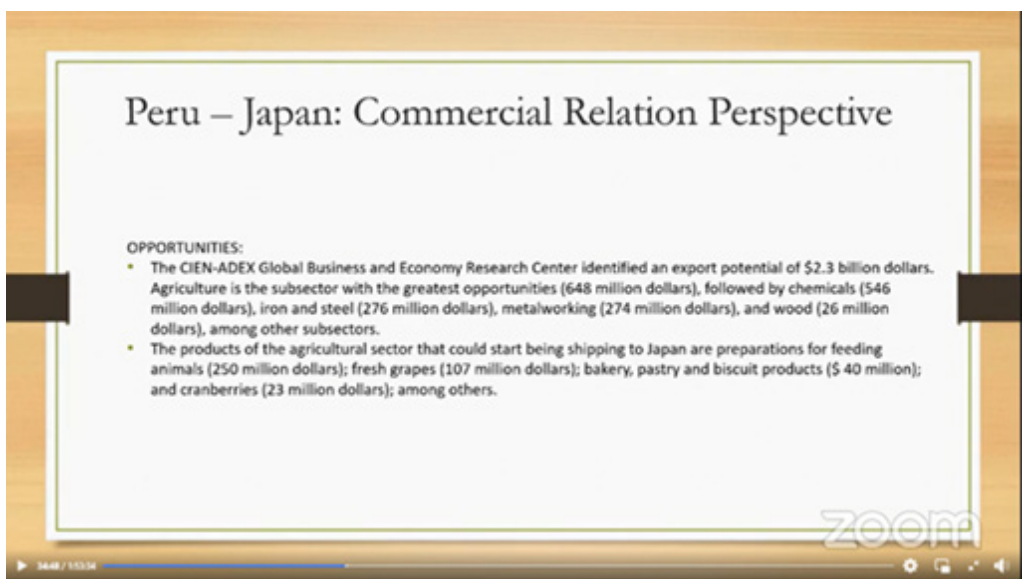 Peru – Japan: Commercial Relation Perspective
OPPORTUNITIES:
• The CIEN-ADEX Global Business and Economy Research Center identified an export potential of $2.3 billion dollars.
Agriculture is the subsector with the greatest opportunities (648 million dollars), followed by chemicals (546
million dollars), iron and steel (276 million dollars), metalworking (274 million dollars), and wood (26 million
dollars), among other subsectors.
• The products of the agricultural sector that could start being shipping to Japan are preparations for feeding
animals (250 million dollars); fresh grapes (107 million dollars); bakery, pastry and biscuit products ($ 40 million);
and cranberries (23 million dollars); among others.
zoom
34:48 / 1:53:54